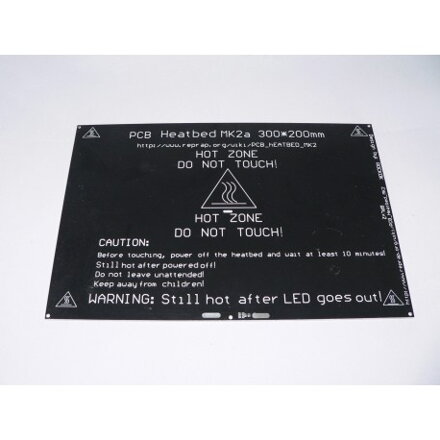 PCB Heatbed MK2a 300*200mm
http://www.reprap.org/wiki/PCB_HEATBED_MK2
HOT ZONE
DO NOT TOUCH!
HOT ZONE
DO NOT TOUCH!
CAUTION:
Before touching, power off the heatbed and wait at least 10 minutes!
Still hot after powered off!
Do not leave unattended!
Keep away from children!
WARNING: Still hot after LED goes out!